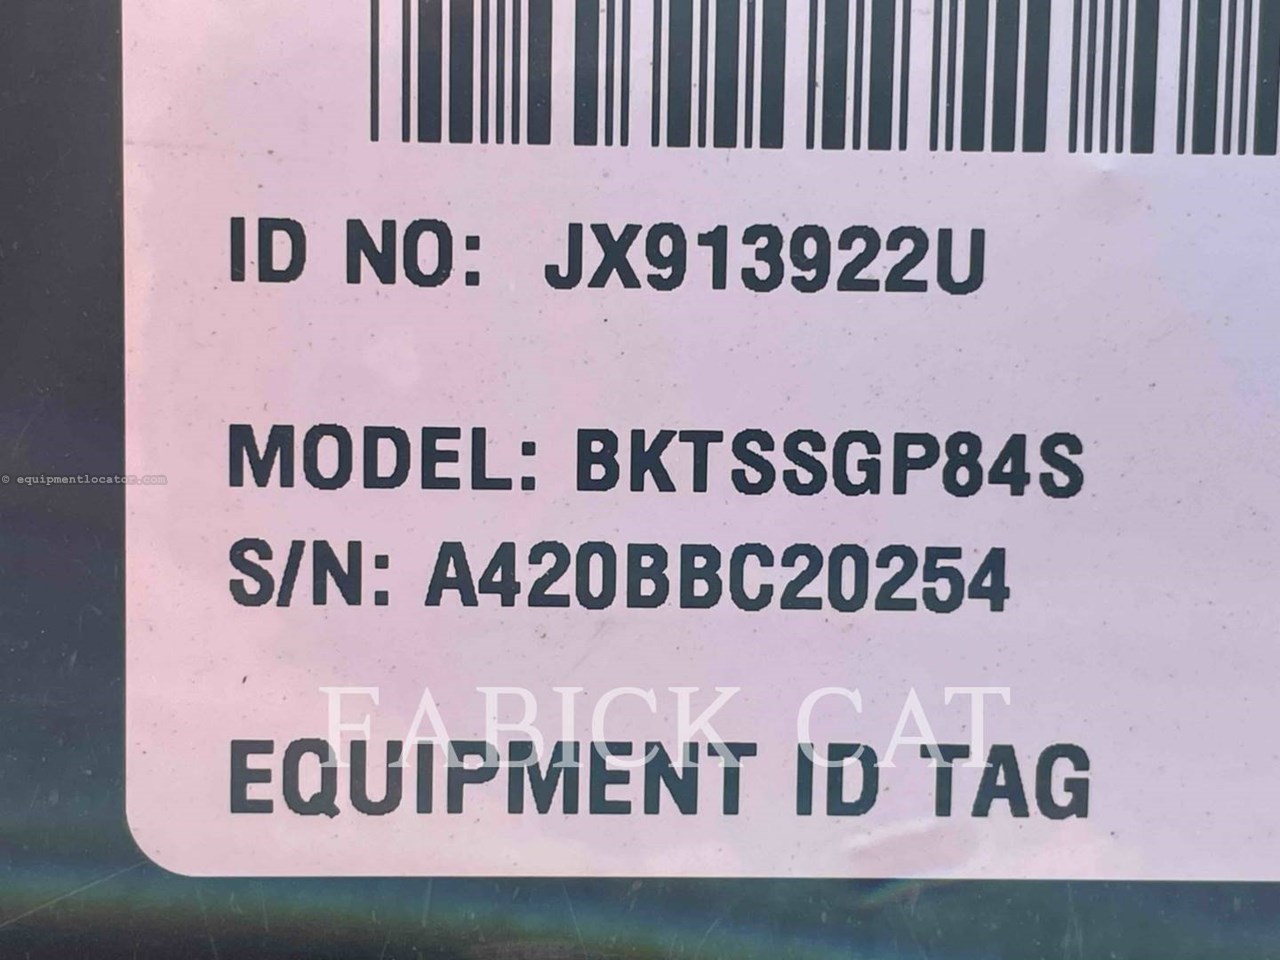 ID NO: JX913922U
MODEL: BKTSSGP84S
© equipmentlocator.com
S/N: A420BBC20254
FABICK CAT
EQUIPMENT ID TAG